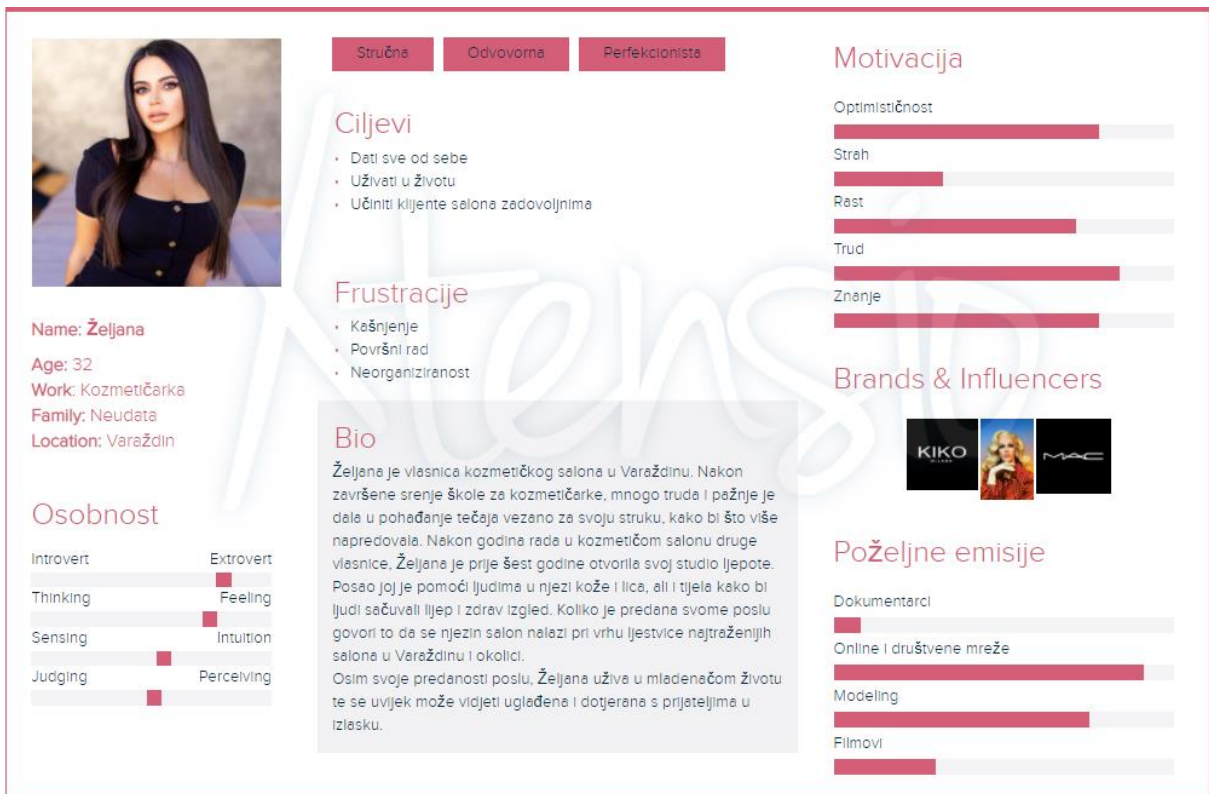 Stručna
Odvovorna
Perfekcionista
Name: Željana
Age: 32
Work: Kozmetičarka
Family: Neudata
Location: Varaždin
Osobnost
Introvert Extrovert
Thinking Feeling
Sensing Intuition
Judging Perceiving
Ciljevi
Dati sve od sebe
Uživati u životu
Učiniti klijente salona zadovoljnima
Frustracije
Kašnjenje
Površni rad
Neorganiziranost
Bio
Željana je vlasnica kozmetičkog salona u Varaždinu. Nakon
završene srenje škole za kozmetičarke, mnogo truda i pažnje je
dala u pohađanje tečaja vezano za svoju struku, kako bi što više
napredovala. Nakon godina rada u kozmetičom salonu druge
vlasnice, Željana je prije šest godine otvorila svoj studio ljepote.
Posao joj je pomoći ljudima u njezi kože i lica, ali i tijela kako bi
ljudi sačuvali lijep i zdrav izgled. Koliko je predana svome poslu
govori to da se njezin salon nalazi pri vrhu ljestvice najtraženijih
salona u Varaždinu i okolici.
Osim svoje predanosti poslu, Željana uživa u mladenačom životu
te se uvijek može vidjeti uglađena i dotjerana s prijateljima u
izlasku.
Motivacija
Optimističnost
Strah
Rast
Trud
Znanje
Brands & Influencers
KIKO
MILANO
MAC
Poželjne emisije
Dokumentarci
Online i društvene mreže
Modeling
Filmovi
Xtensio